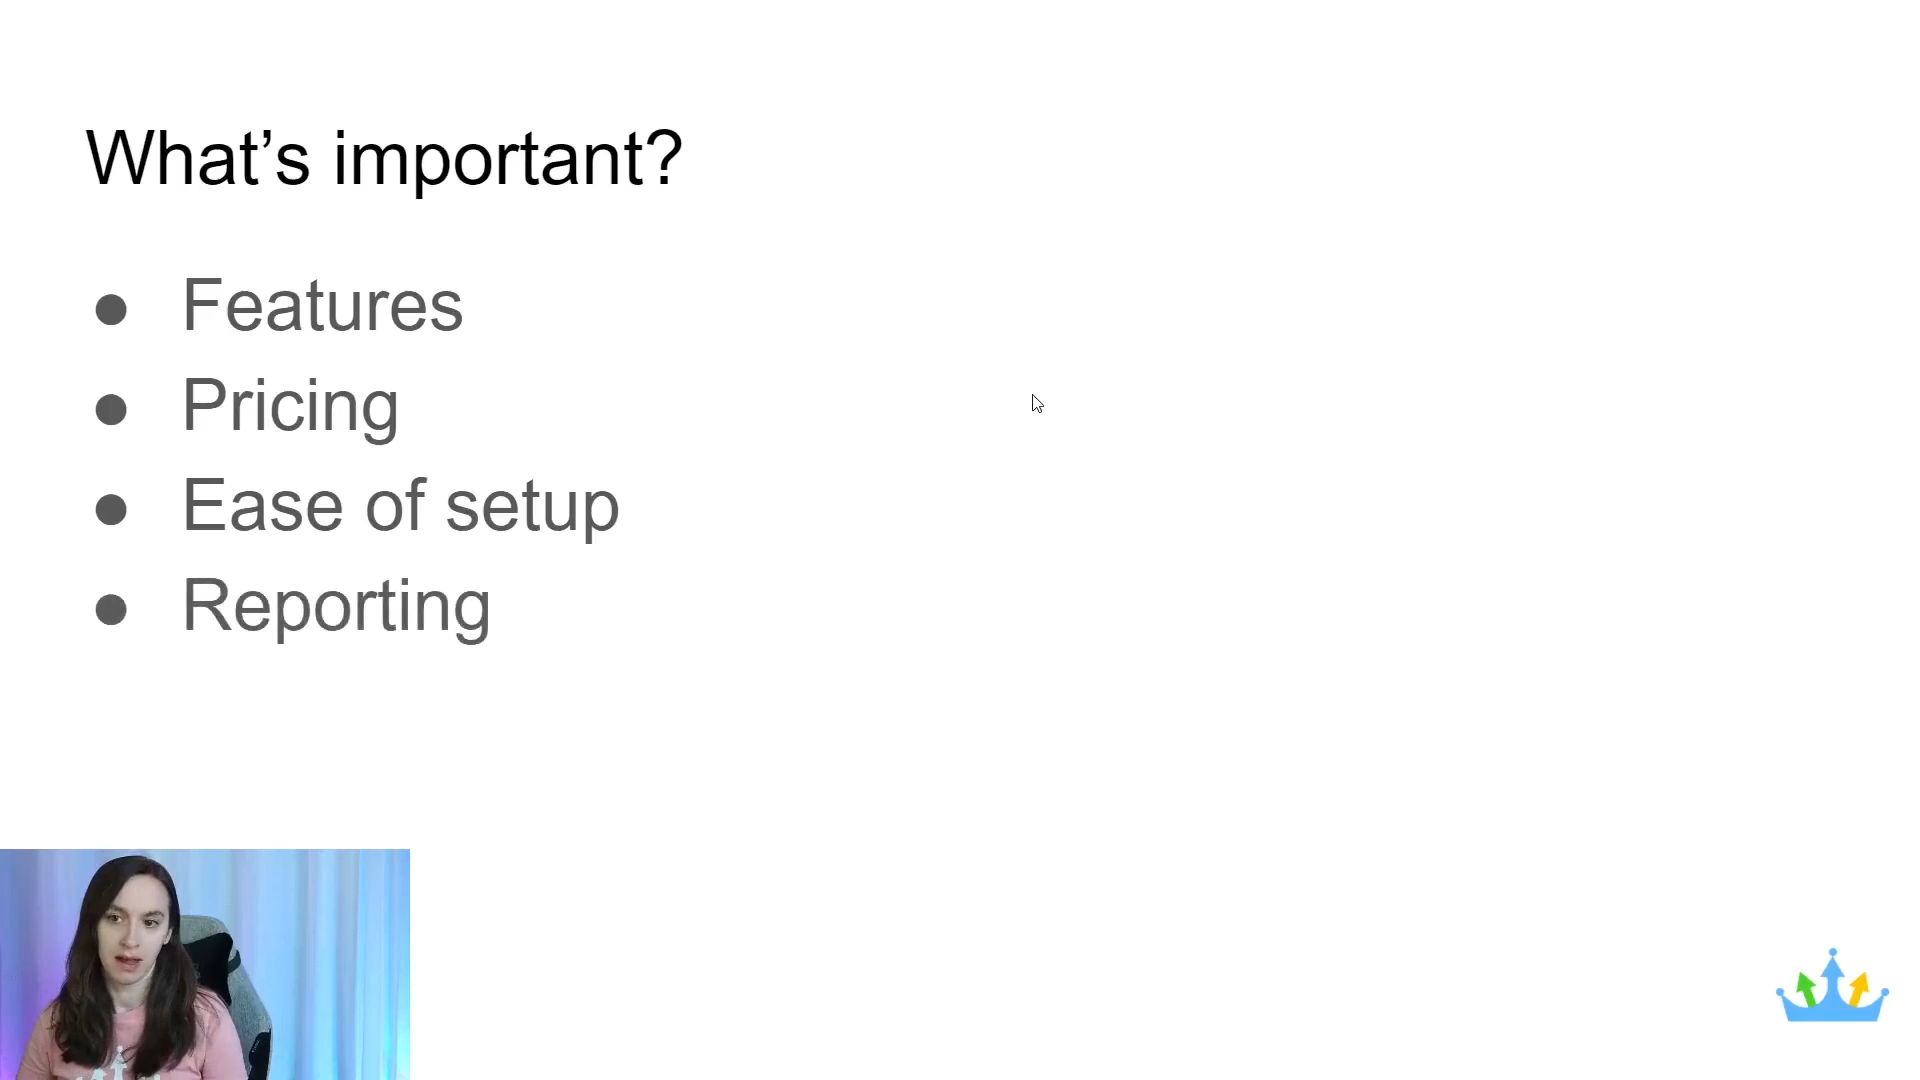 What’s important?
● Features
● Pricing
● Ease of setup
● Reporting